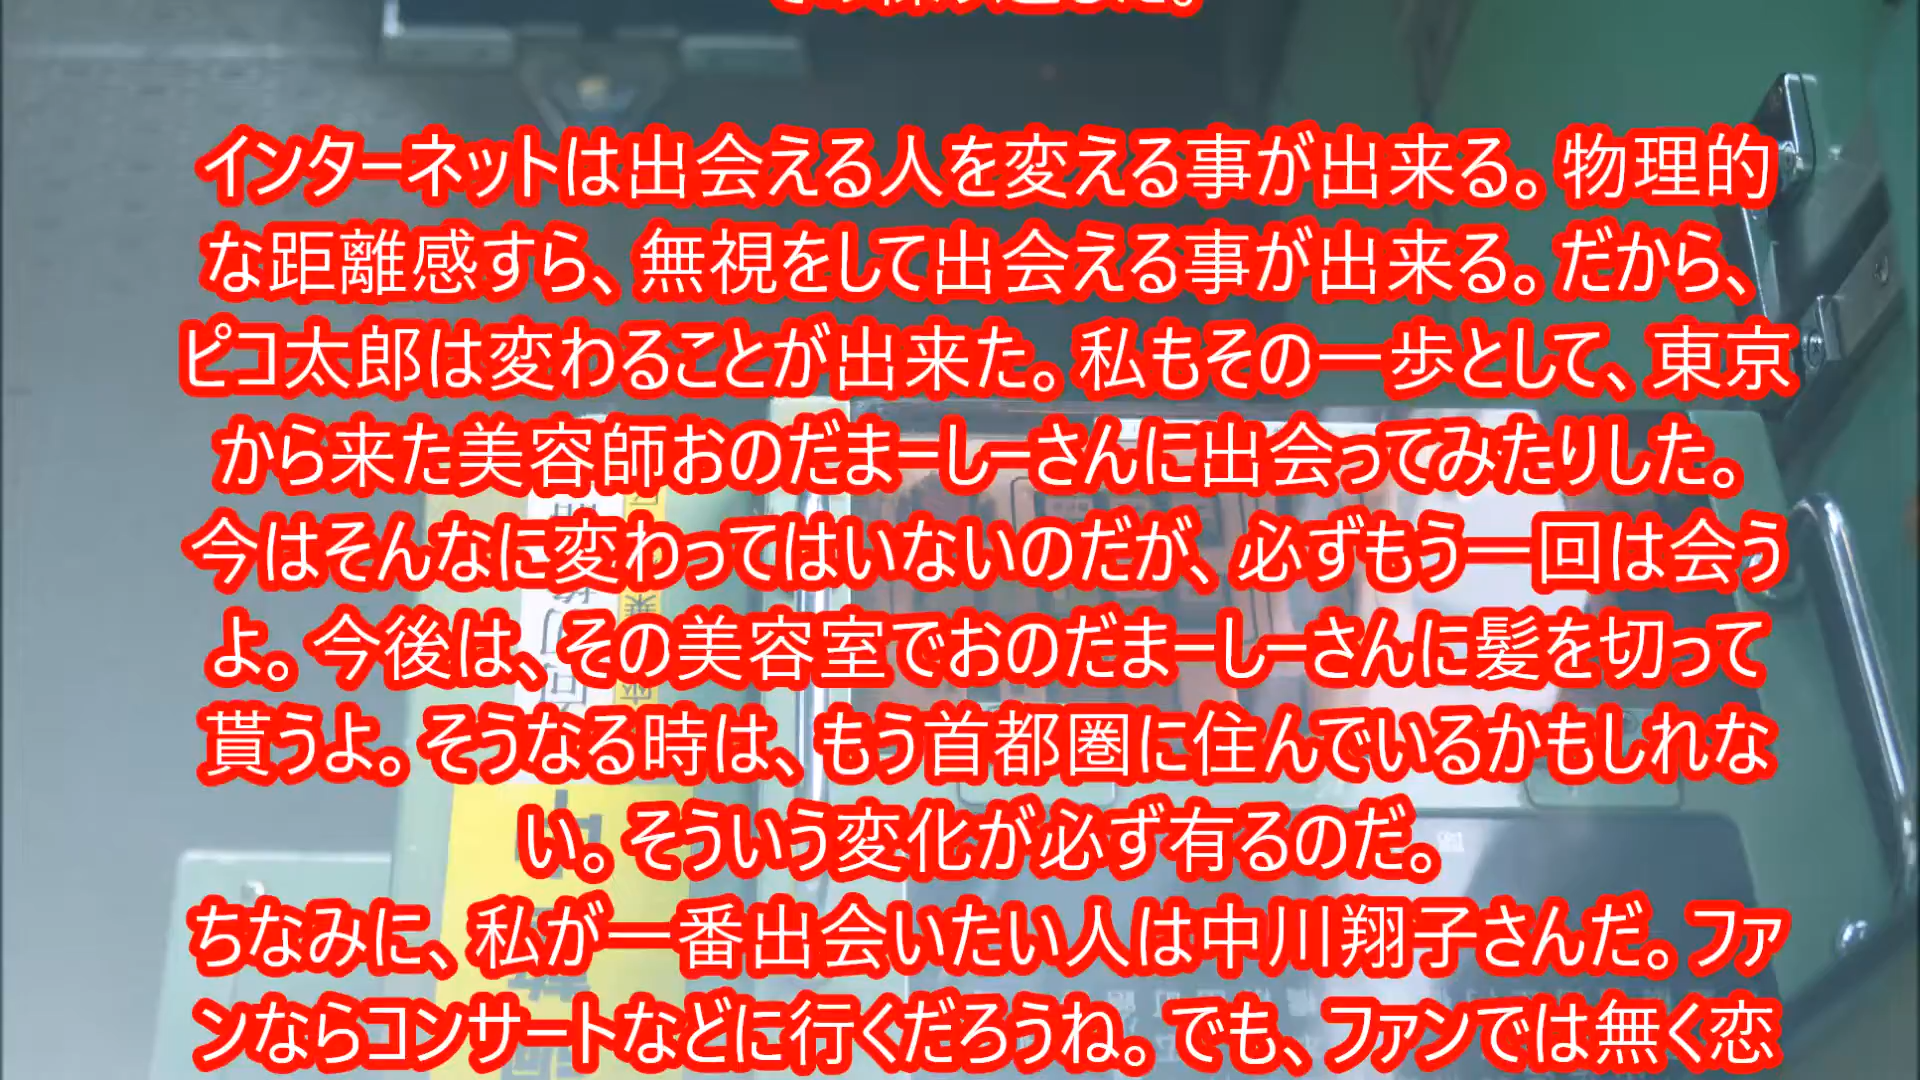 インターネットは出会える人を変える事が出来る。物理的
な距離感すら、無視をして出会える事が出来る。だから、
ピコ太郎は変わることが出来た。私もその一歩として、東京
から来た美容師おのだまーしーさんに出会ってみたりした。
今はそんなに変わってはいないのだが、必ずもう一回は会う
よ。今後は、その美容室でおのだまーしーさんに髪を切って
貰うよ。そうなる時は、もう首都圏に住んでいるかもしれな
い。そういう変化が必ず有るのだ。
ちなみに、私が一番出会いたい人は中川翔子さんだ。ファ
ンならコンサートなどに行くだろうね。でも、ファンでは無く恋